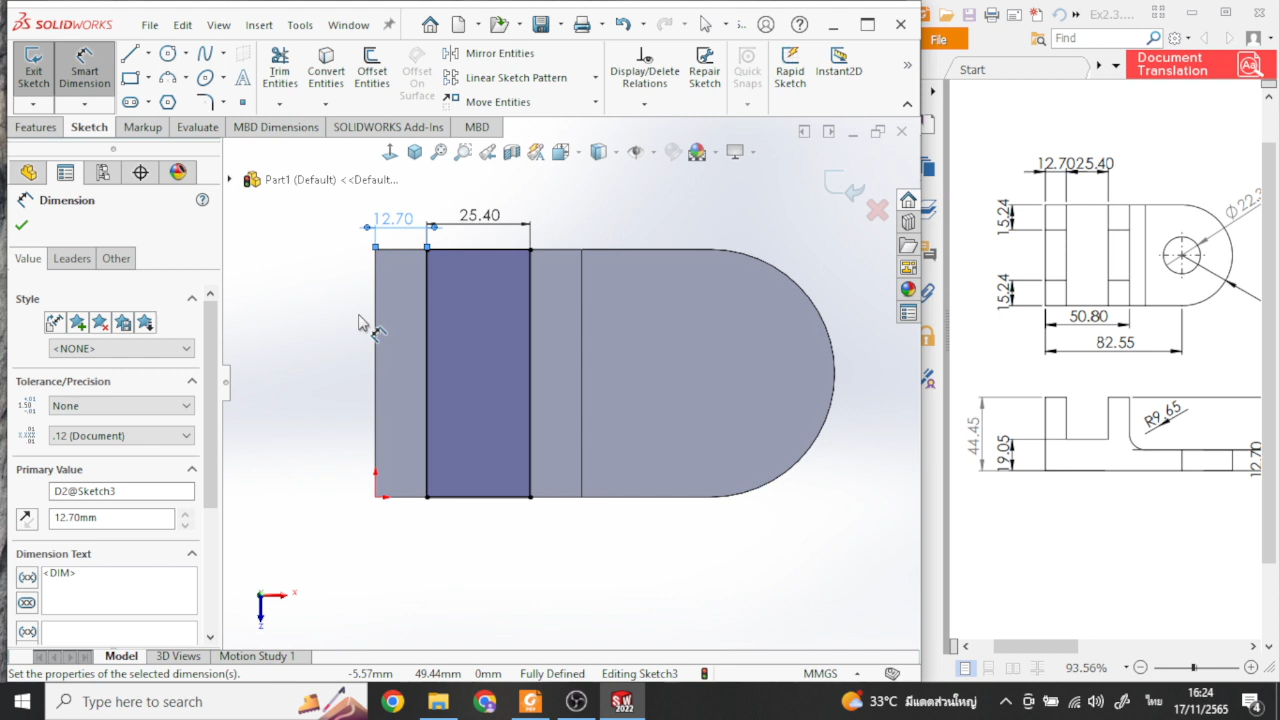 SOLIDWORKS File Edit View Insert Tools Window
Exit Sketch
Smart Dimension
Trim Entities
Convert Entities
Offset Entities
Offset On Surface
Mirror Entities
Linear Sketch Pattern
Move Entities
Display/Delete Relations
Repair Sketch
Quick Snaps
Rapid Sketch
Instant2D
Features Sketch Markup Evaluate MBD Dimensions SOLIDWORKS Add-Ins MBD
Part1 (Default) <<Default...
Dimension
Value Leaders Other
Style
<NONE>
Tolerance/Precision
None
.12 (Document)
Primary Value
D2@Sketch3
12.70mm
Dimension Text
<DIM>
12.70 25.40
x
z
Model 3D Views Motion Study 1
Set the properties of the selected dimension(s). -5.57mm 49.44mm 0mm Fully Defined Editing Sketch3 MMGS
Ex2.3....
File Find
Start
Document Translation
12.70 25.40
15.24
15.24
50.80
82.55
44.45
19.05
R9.65
12.70
93.56%
Type here to search
33°C มีแดดส่วนใหญ่
ไทย
16:24
17/11/2565
4